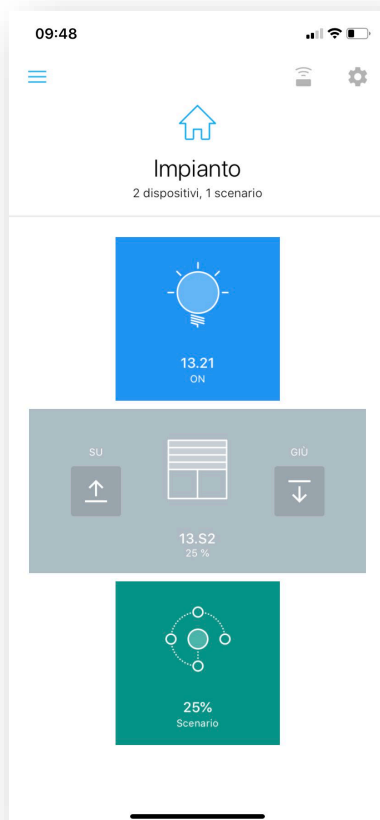 09:48
Impianto
2 dispositivi, 1 scenario
13.21
ON
SU
GIÙ
13.S2
25 %
25%
Scenario